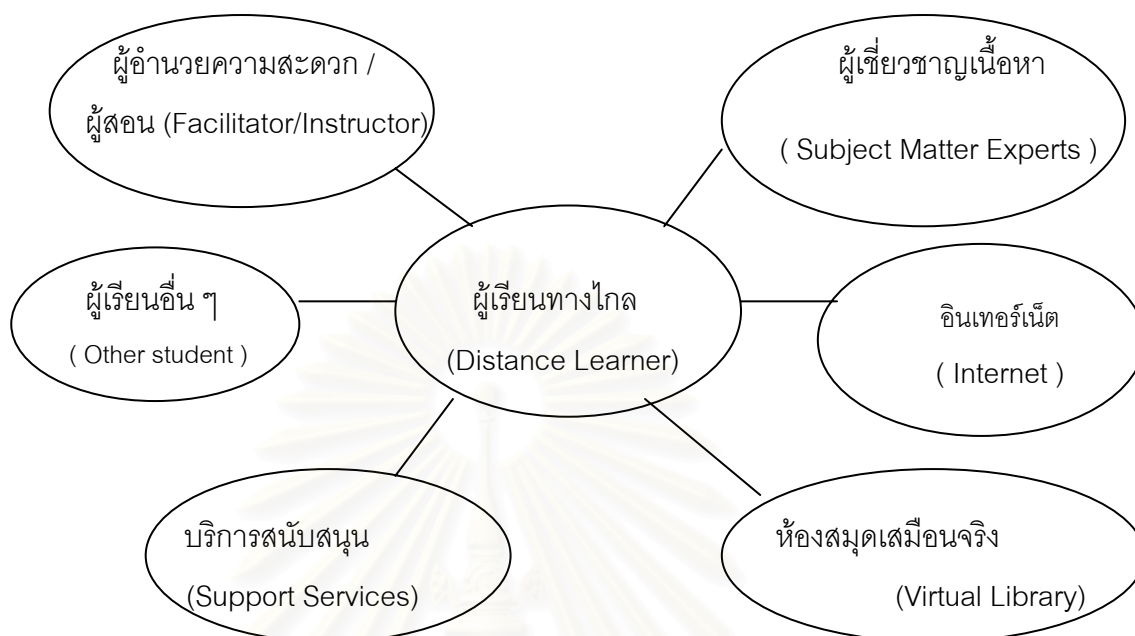 ผู้อำนวยความสะดวก /
ผู้สอน (Facilitator/Instructor)
ผู้เชี่ยวชาญเนื้อหา
( Subject Matter Experts )
ผู้เรียนอื่น ๆ
( Other student )
ผู้เรียนทางไกล
(Distance Learner)
อินเทอร์เน็ต
( Internet )
บริการสนับสนุน
(Support Services)
ห้องสมุดเสมือนจริง
(Virtual Library)